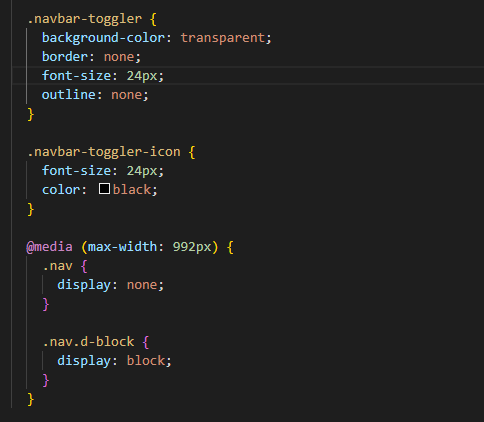 .navbar-toggler {
  background-color: transparent;
  border: none;
  font-size: 24px;
  outline: none;
}

.navbar-toggler-icon {
  font-size: 24px;
  color: black;
}

@media (max-width: 992px) {
  .nav {
    display: none;
  }

  .nav.d-block {
    display: block;
  }
}